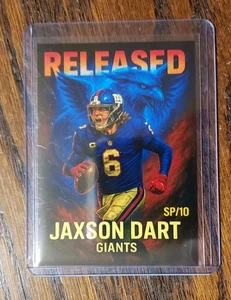 RELEASED
6
SP/10
JAXSON DART
GIANTS